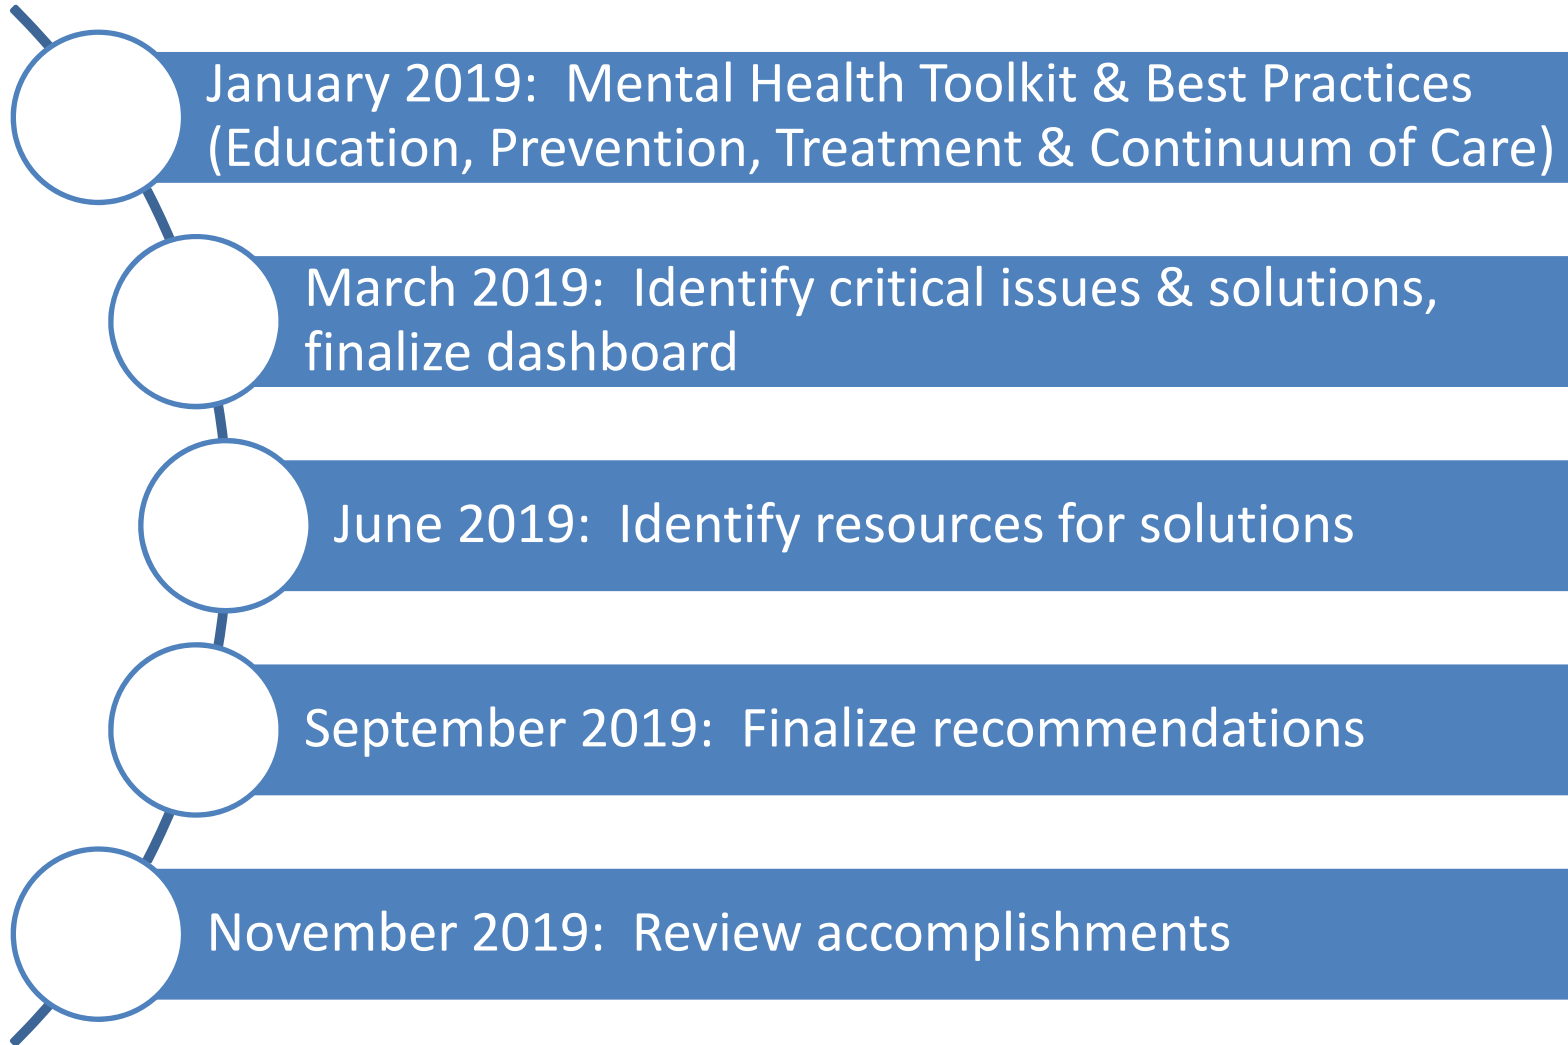 January 2019:  Mental Health Toolkit & Best Practices
(Education, Prevention, Treatment & Continuum of Care)
March 2019:  Identify critical issues & solutions,
finalize dashboard
June 2019:  Identify resources for solutions
September 2019:  Finalize recommendations
November 2019:  Review accomplishments